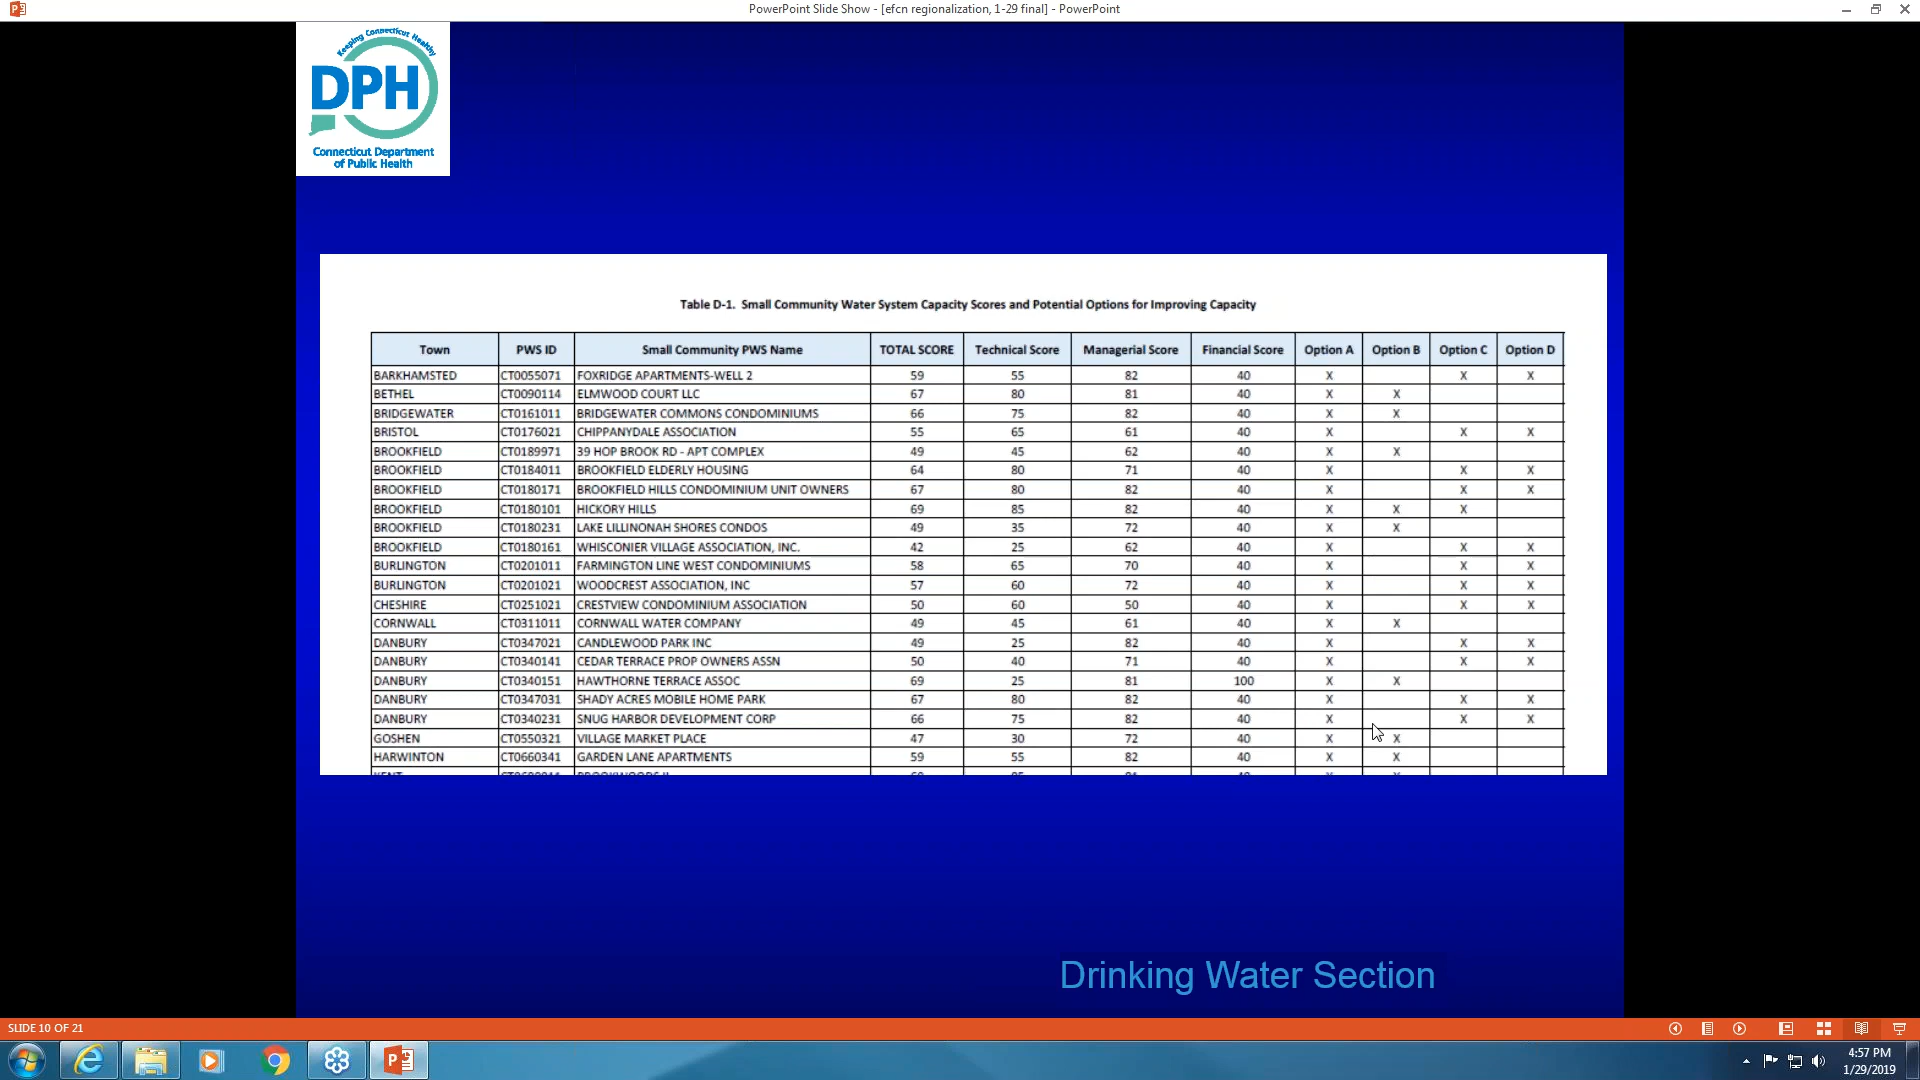 PowerPoint Slide Show - [efcn regionalization, 1-29 final] - PowerPoint
Keeping Connecticut Healthy
DPH
Connecticut Department
of Public Health
Table D-1. Small Community Water System Capacity Scores and Potential Options for Improving Capacity
Town PWS ID Small Community PWS Name TOTAL SCORE Technical Score Managerial Score Financial Score Option A Option B Option C Option D
BARKHAMSTED CT0055071 FOXRIDGE APARTMENTS-WELL 2 59 55 82 40 X X X
BETHEL CT0090114 ELMWOOD COURT LLC 67 80 81 40 X X
BRIDGEWATER CT0161011 BRIDGEWATER COMMONS CONDOMINIUMS 66 75 82 40 X X
BRISTOL CT0176021 CHIPPANYDALE ASSOCIATION 55 65 61 40 X X X
BROOKFIELD CT0189971 39 HOP BROOK RD - APT COMPLEX 49 45 62 40 X X
BROOKFIELD CT0184011 BROOKFIELD ELDERLY HOUSING 64 80 71 40 X X X
BROOKFIELD CT0180171 BROOKFIELD HILLS CONDOMINIUM UNIT OWNERS 67 80 82 40 X X X
BROOKFIELD CT0180101 HICKORY HILLS 69 85 82 40 X X X
BROOKFIELD CT0180231 LAKE LILLINONAH SHORES CONDOS 49 35 72 40 X X
BROOKFIELD CT0180161 WHISCONIER VILLAGE ASSOCIATION, INC. 42 25 62 40 X X X
BURLINGTON CT0201011 FARMINGTON LINE WEST CONDOMINIUMS 58 65 70 40 X X X
BURLINGTON CT0201021 WOODCREST ASSOCIATION, INC 57 60 72 40 X X X
CHESHIRE CT0251021 CRESTVIEW CONDOMINIUM ASSOCIATION 50 60 50 40 X X X
CORNWALL CT0311011 CORNWALL WATER COMPANY 49 45 61 40 X X
DANBURY CT0347021 CANDLEWOOD PARK INC 49 25 82 40 X X X
DANBURY CT0340141 CEDAR TERRACE PROP OWNERS ASSN 50 40 71 40 X X X
DANBURY CT0340151 HAWTHORNE TERRACE ASSOC 69 25 81 100 X X
DANBURY CT0347031 SHADY ACRES MOBILE HOME PARK 67 80 82 40 X X X
DANBURY CT0340231 SNUG HARBOR DEVELOPMENT CORP 66 75 82 40 X X X
GOSHEN CT0550321 VILLAGE MARKET PLACE 47 30 72 40 X X
HARWINTON CT0660341 GARDEN LANE APARTMENTS 59 55 82 40 X X
Drinking Water Section
SLIDE 10 OF 21
4:57 PM
1/29/2019